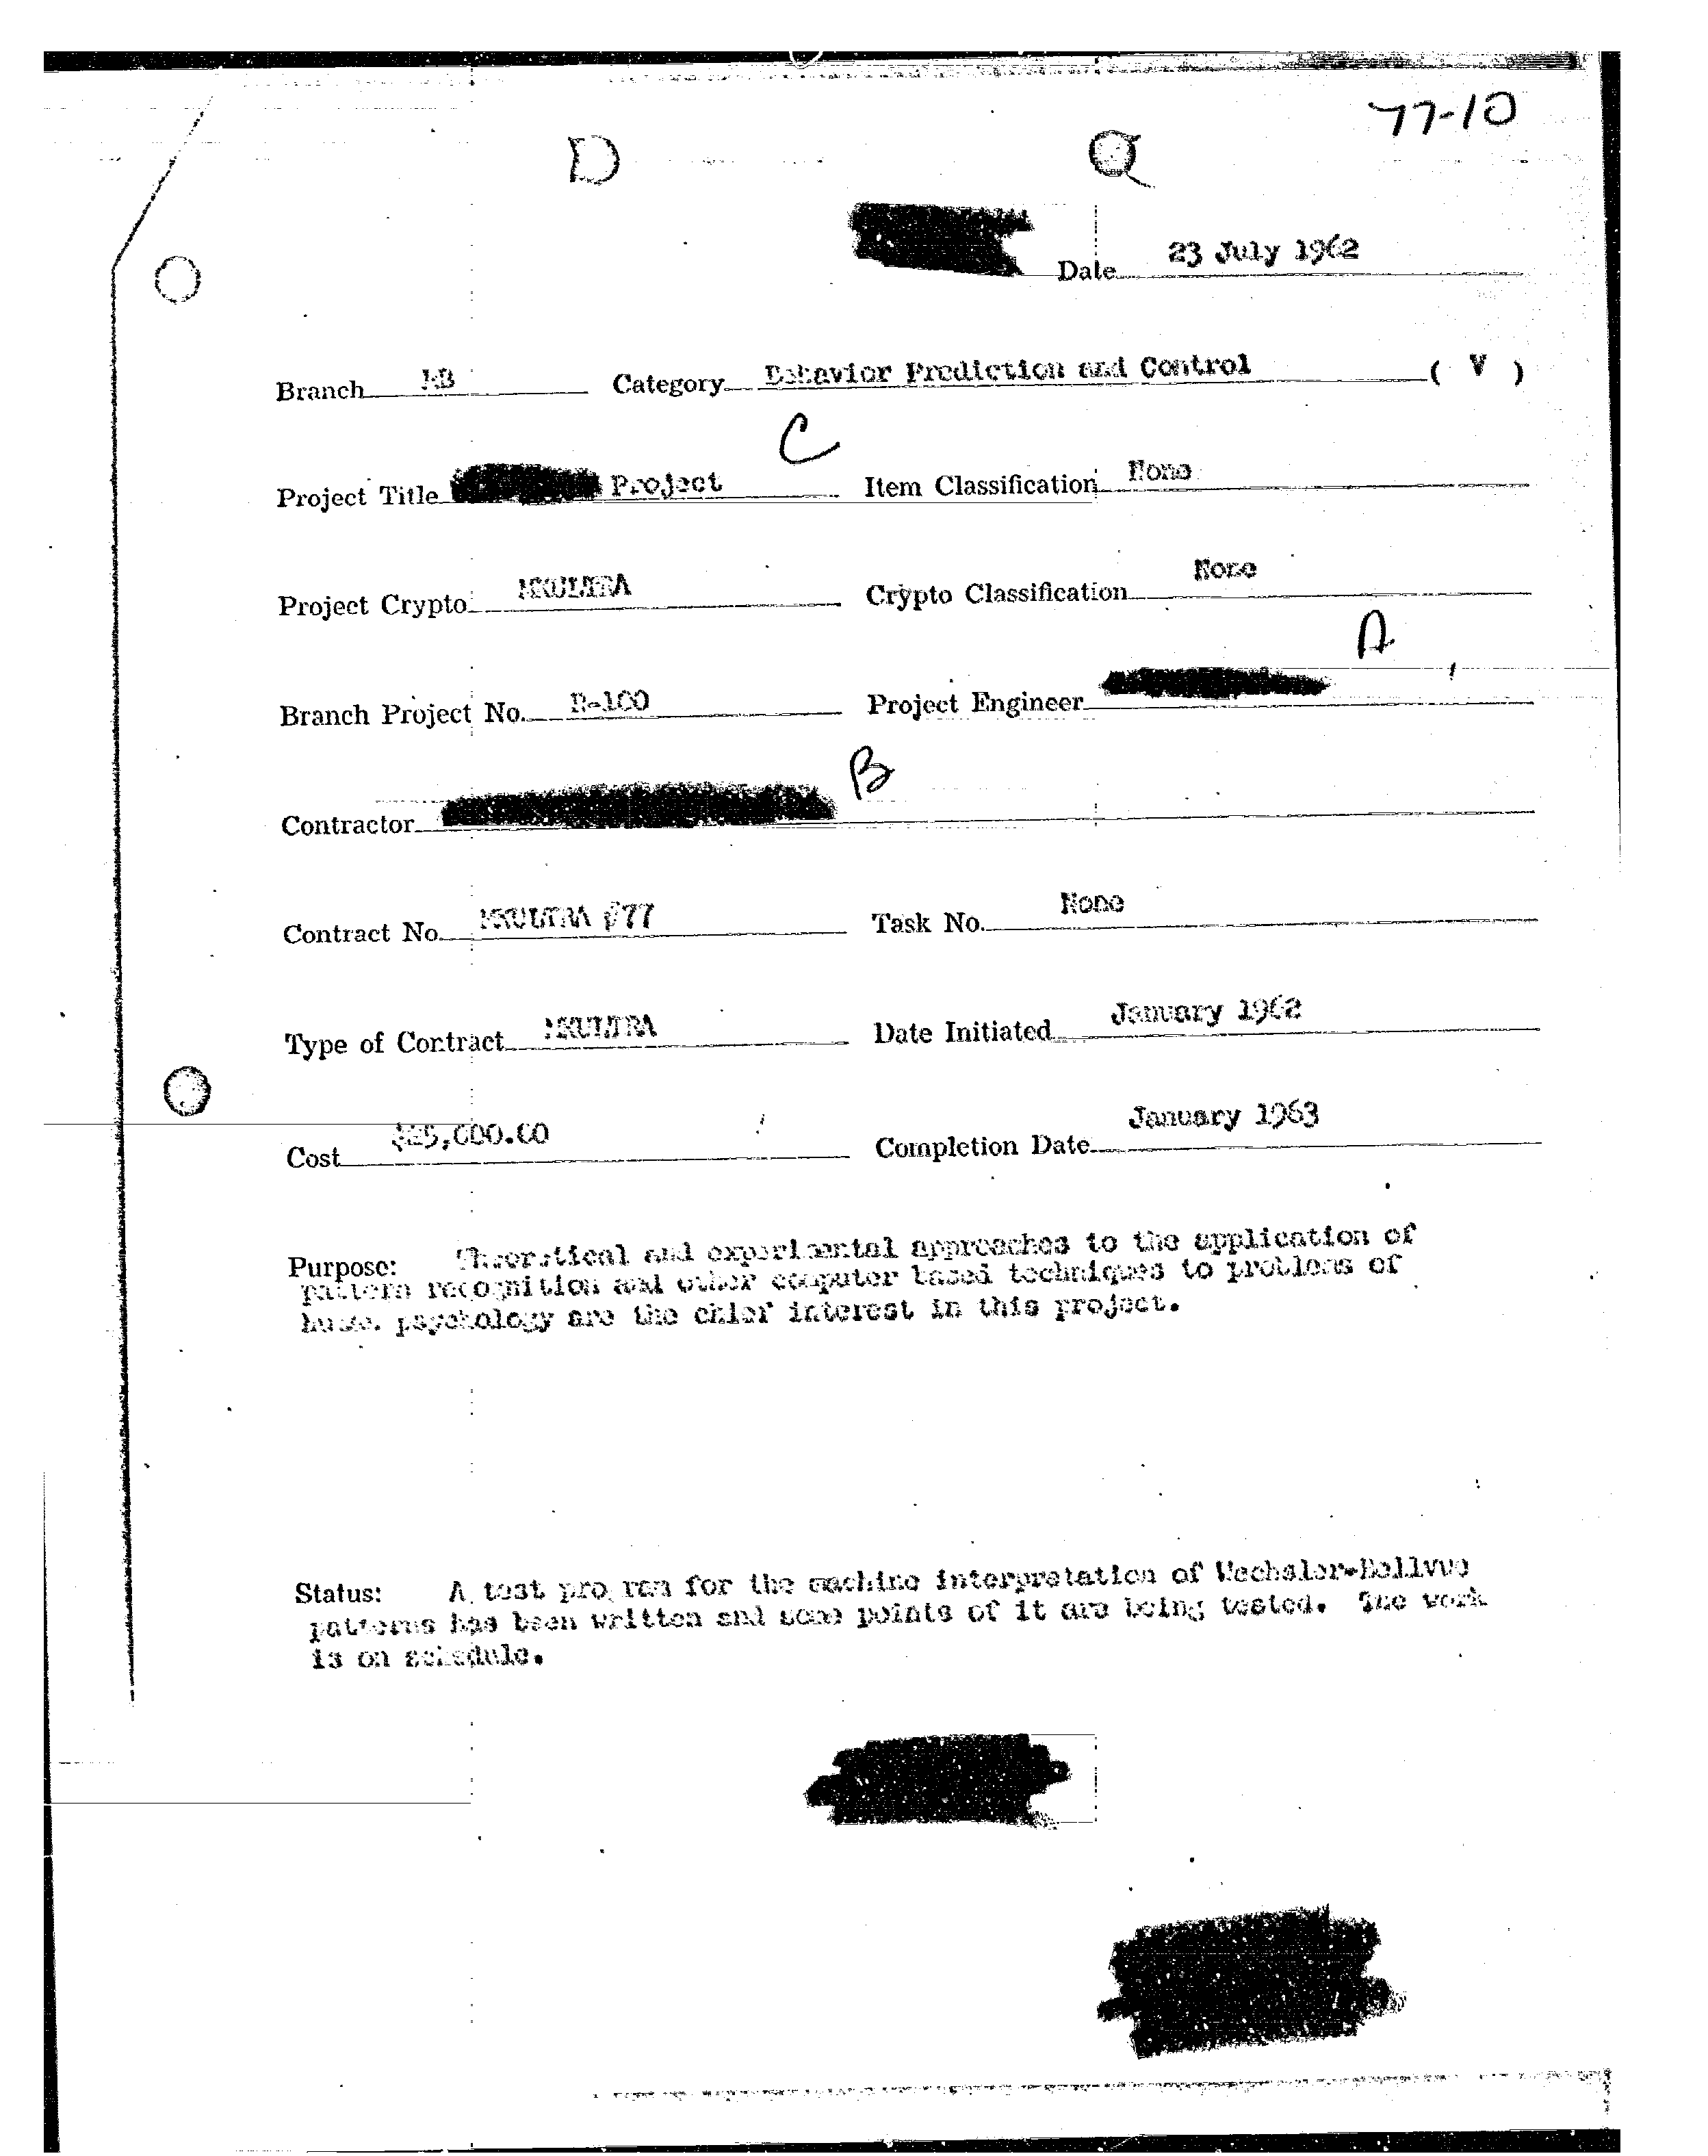 77-10
Date 23 July 1962
Branch Category Behavior Prediction and Control ( V )
C
Project Title Project Item Classification None
Project Crypto MKULTRA Crypto Classification None
A
Branch Project No. R-100 Project Engineer
B
Contractor
Contract No. MKULTRA #77 Task No. None
Type of Contract MKULTRA Date Initiated January 1962
Cost Completion Date January 1963
Purpose: Theoretical and experimental approaches to the application of
pattern recognition and other computer based techniques to problems of
human psychology are the chief interest in this project.
Status: A test program for the machine interpretation of Wechsler-Bellvue
patterns has been written and some points of it are being tested. The work
is on schedule.